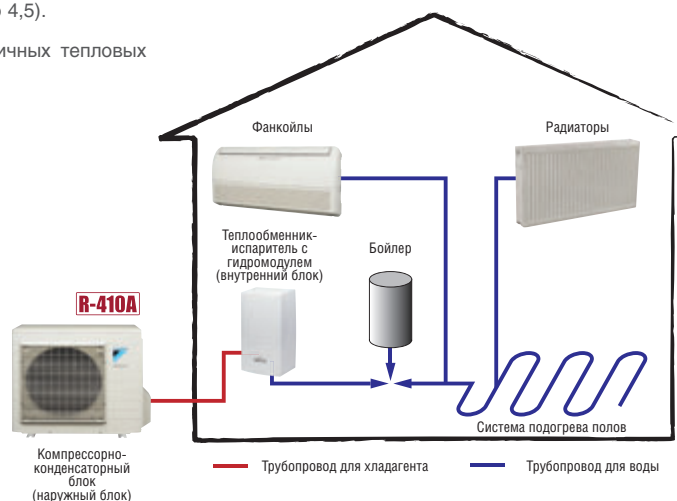 4,5).
ичных тепловых
Фанкойлы
Радиаторы
Теплообменник-
испаритель с
гидромодулем
(внутренний блок)
Бойлер
R-410A
Система подогрева полов
Компрессорно-
конденсаторный
блок
(наружный блок)
Трубопровод для хладагента
Трубопровод для воды